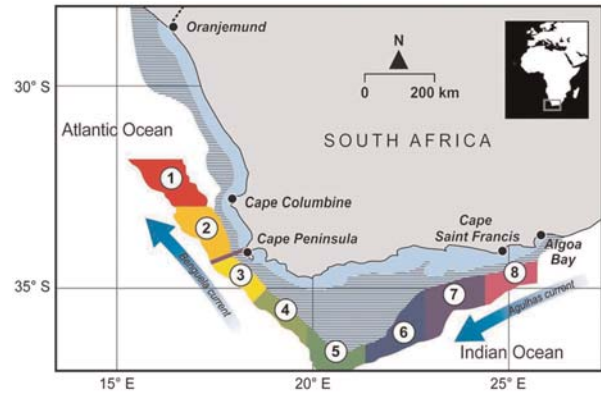 Oranjemund
N
0 200 km
30° S
Atlantic Ocean
SOUTH AFRICA
1
Cape Columbine
2
Cape
Saint Francis
Algoa
Bay
Cape Peninsula
Benguela current
3
8
35° S
7
4
Agulhas current
6
5
Indian Ocean
15° E
20° E
25° E